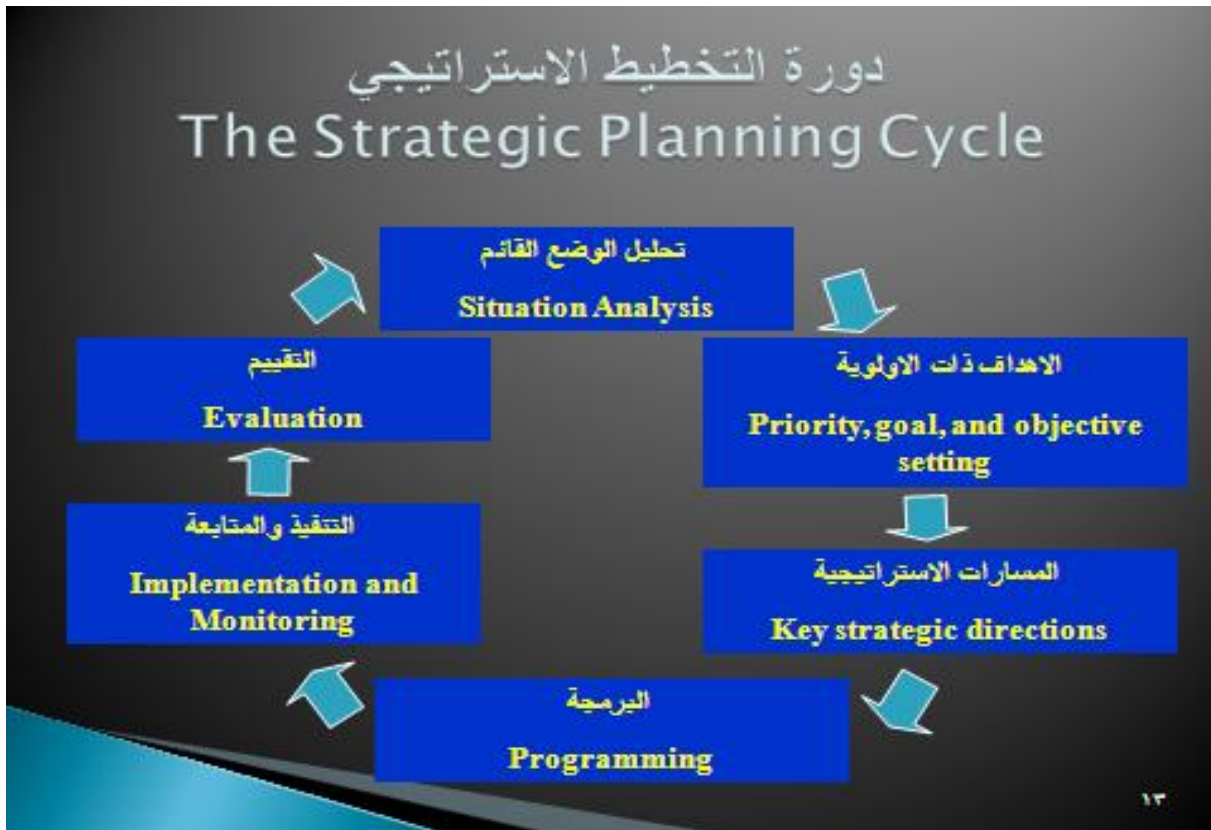 دورة التخطيط الاستراتيجي
The Strategic Planning Cycle
تحليل الوضع القائم
Situation Analysis
الاهداف ذات الاولوية
Priority, goal, and objective
setting
المسارات الاستراتيجية
Key strategic directions
البرمجة
Programming
التنفيذ والمتابعة
Implementation and
Monitoring
التقييم
Evaluation
١٣